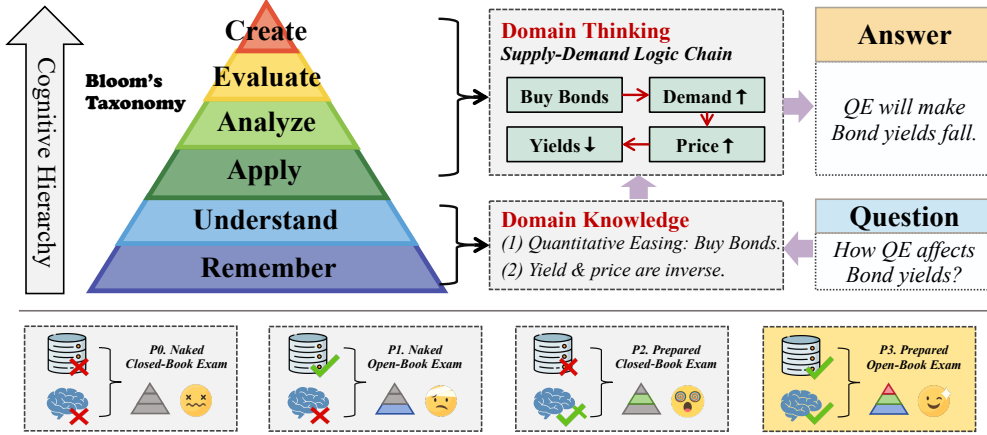 Cognitive Hierarchy
Bloom's
Taxonomy
Create
Evaluate
Analyze
Apply
Understand
Remember
Domain Thinking
Supply-Demand Logic Chain
Buy Bonds
Demand ↑
Yields ↓
Price ↑
Domain Knowledge
(1) Quantitative Easing: Buy Bonds.
(2) Yield & price are inverse.
Answer
QE will make
Bond yields fall.
Question
How QE affects
Bond yields?
P0. Naked
Closed-Book Exam
P1. Naked
Open-Book Exam
P2. Prepared
Closed-Book Exam
P3. Prepared
Open-Book Exam